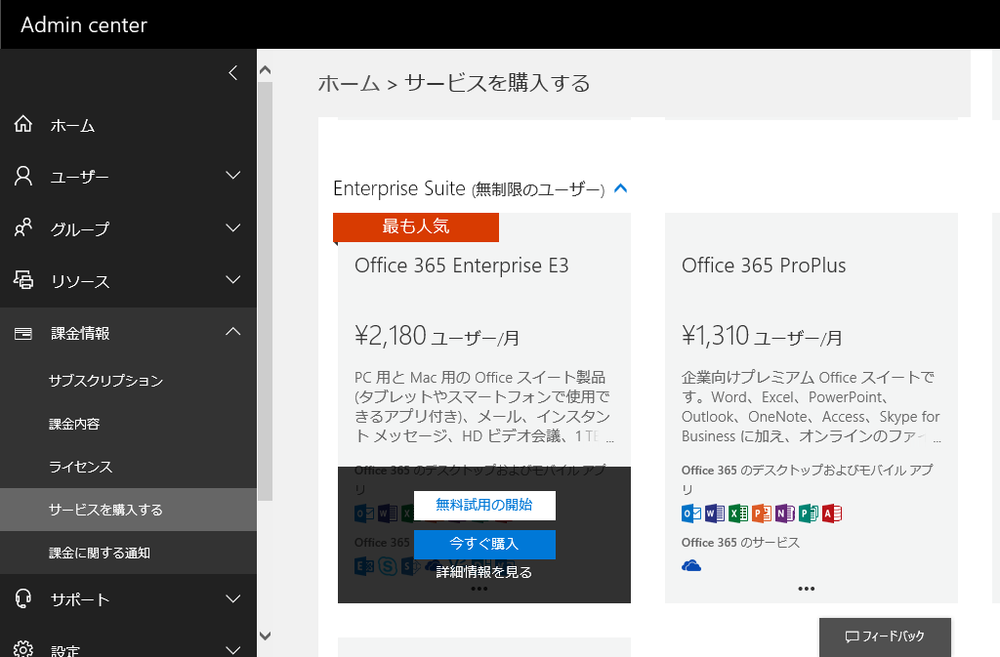 Admin center
ホーム
ユーザー
グループ
リソース
課金情報
サブスクリプション
課金内容
ライセンス
サービスを購入する
課金に関する通知
サポート
設定
ホーム > サービスを購入する
Enterprise Suite (無制限のユーザー)
最も人気
Office 365 Enterprise E3
¥2,180 ユーザー/月
PC 用と Mac 用の Office スイート製品
(タブレットやスマートフォンで使用で
きるアプリ付き)、メール、インスタン
ト メッセージ、HD ビデオ会議、1 TB ...
Office 365 のデスクトップおよびモバイル アプ
リ
無料試用の開始
今すぐ購入
Office 365
詳細情報を見る
Office 365 ProPlus
¥1,310 ユーザー/月
企業向けプレミアム Office スイートで
す。Word、Excel、PowerPoint、
Outlook、OneNote、Access、Skype for
Business に加え、オンラインのファイ ...
Office 365 のデスクトップおよびモバイル アプ
リ
Office 365 のサービス
フィードバック